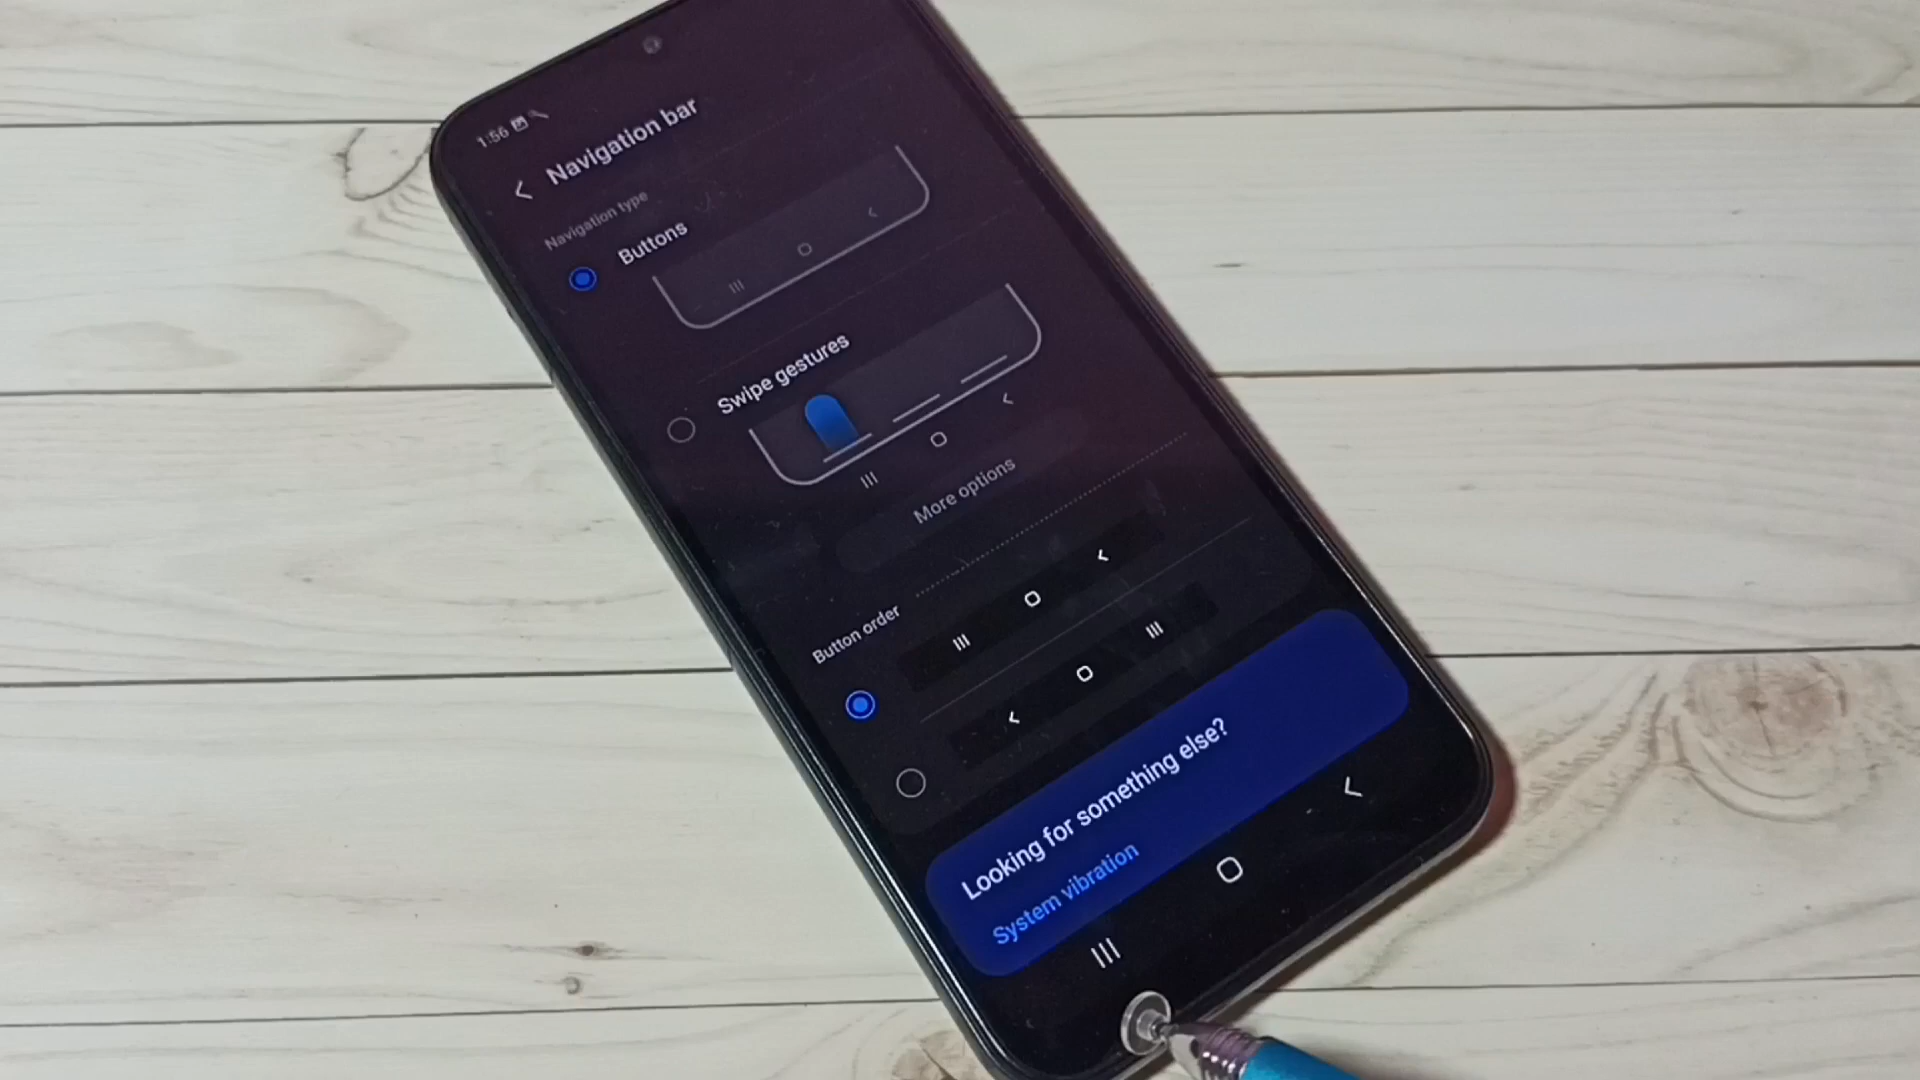 1:56
Navigation bar
Navigation type
Buttons
Swipe gestures
More options
Button order
Looking for something else?
System vibration